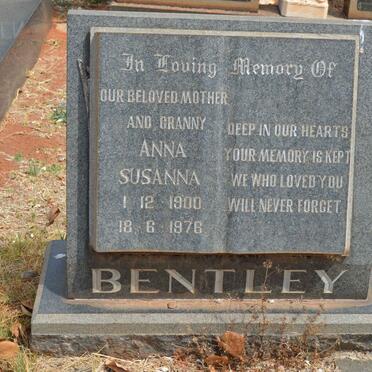 In Loving Memory Of
OUR BELOVED MOTHER
AND GRANNY
ANNA
SUSANNA
1·12·1900
18·6·1976
DEEP IN OUR HEARTS
YOUR MEMORY IS KEPT
WE WHO LOVED YOU
WILL NEVER FORGET
BENTLEY